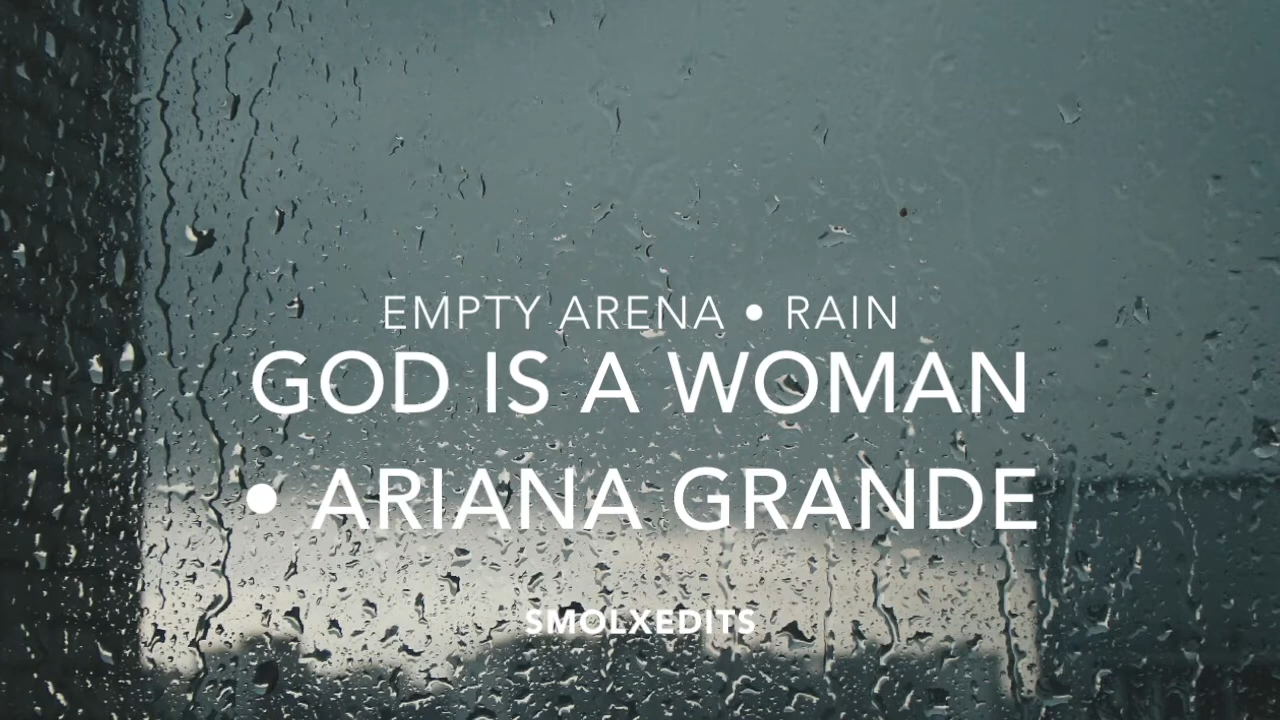 EMPTY ARENA • RAIN
GOD IS A WOMAN
• ARIANA GRANDE
SMOLXEDITS